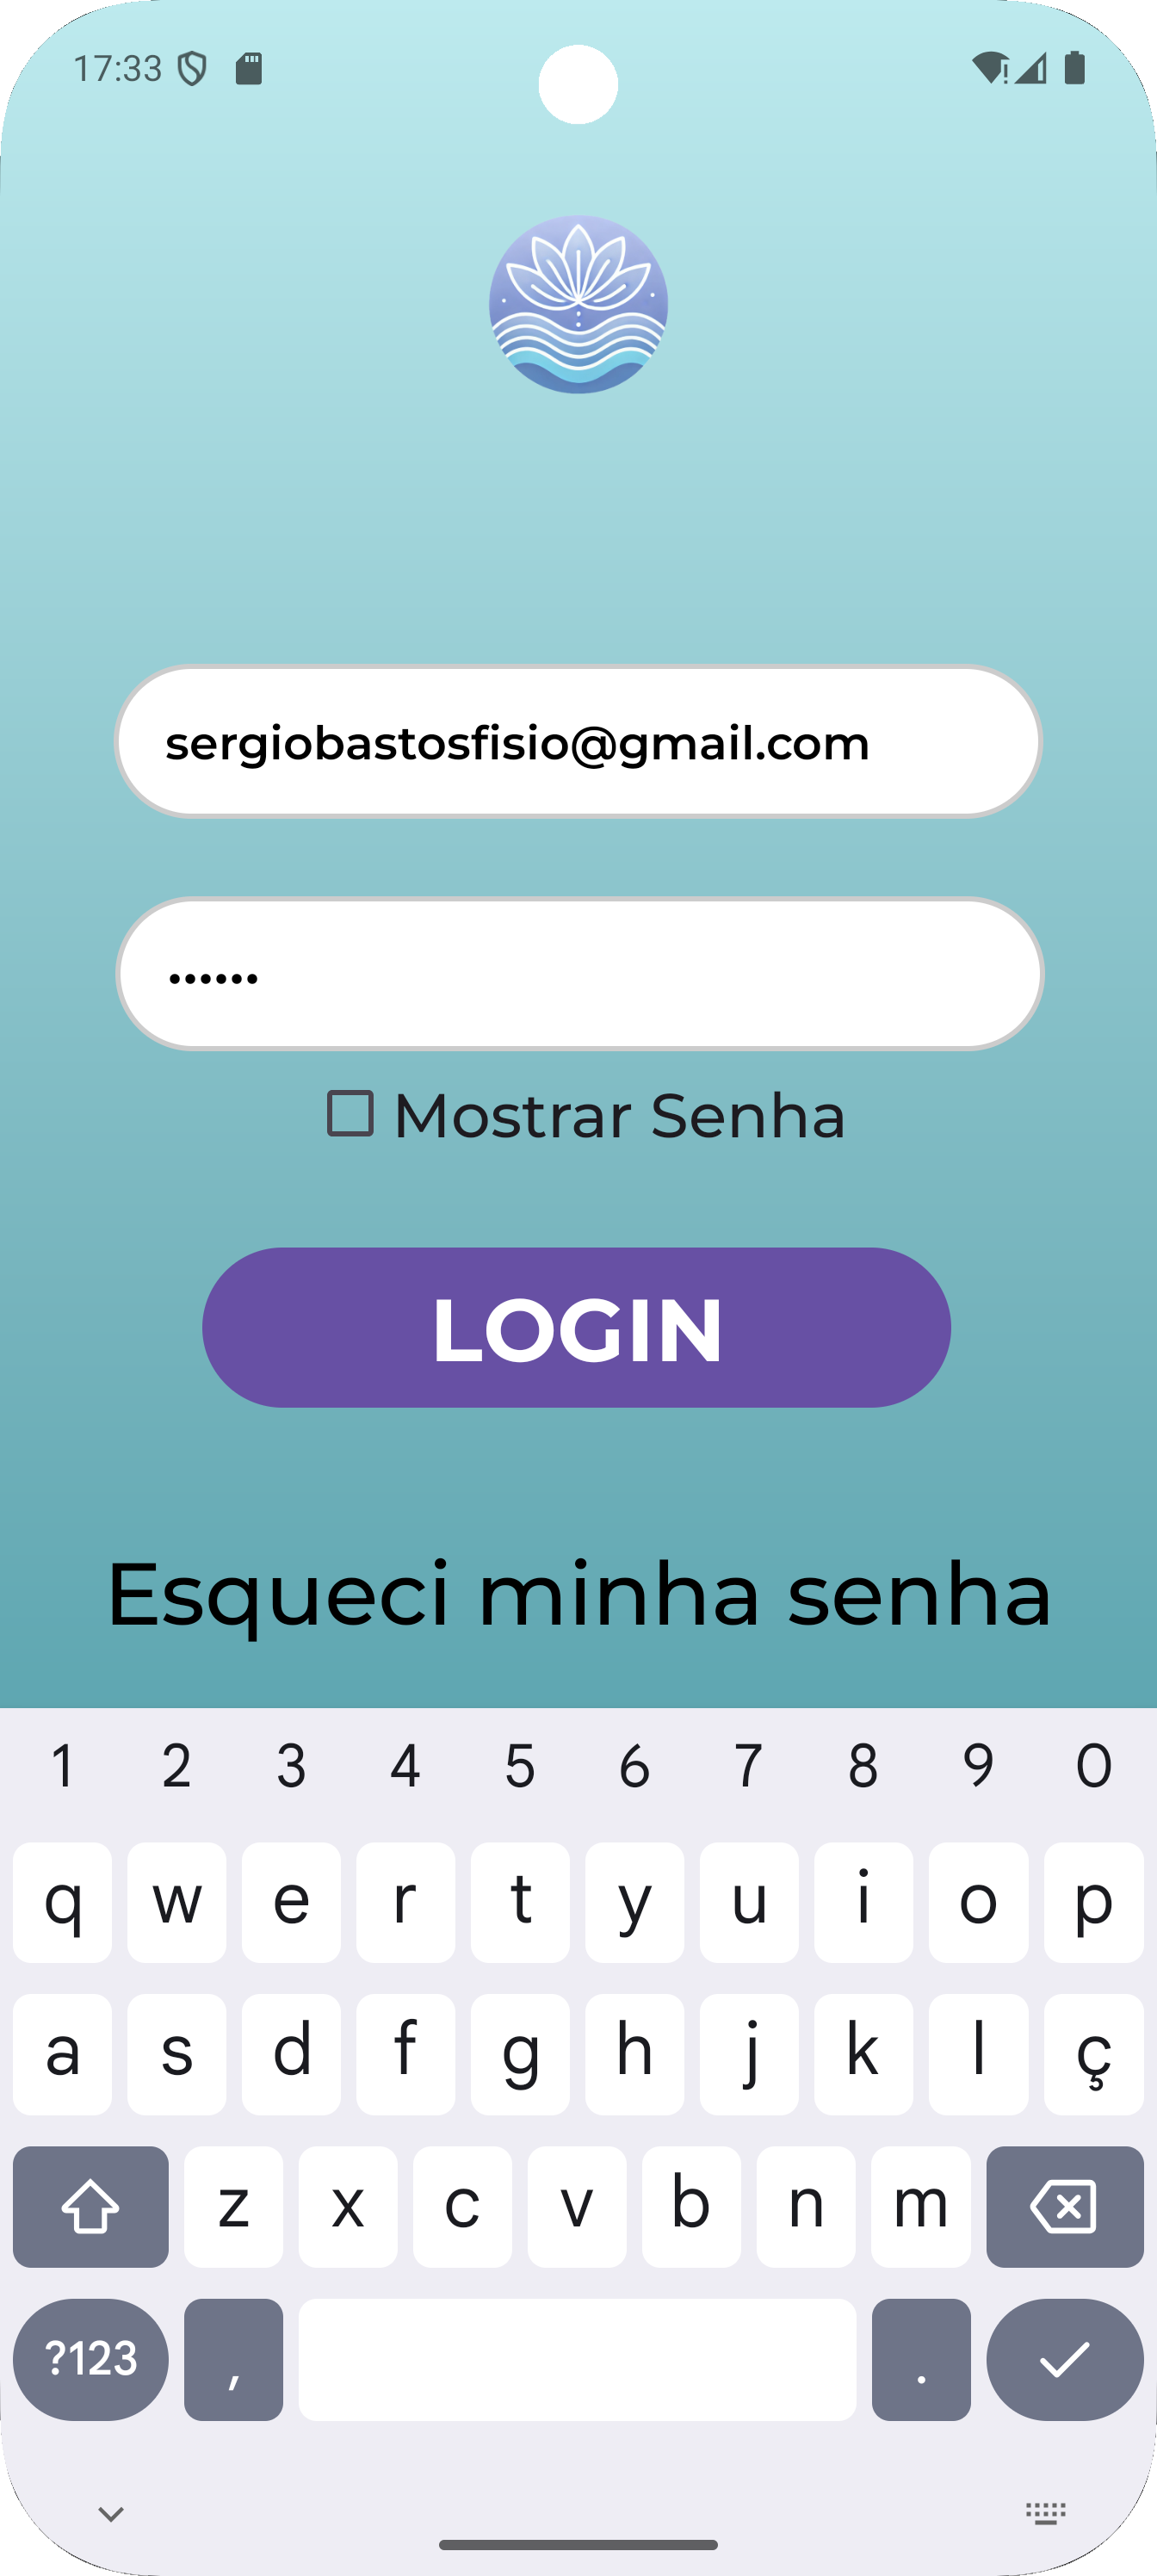 17:33
sergiobastosfisio@gmail.com
••••••
Mostrar Senha
LOGIN
Esqueci minha senha
1 2 3 4 5 6 7 8 9 0
q w e r t y u i o p
a s d f g h j k l ç
z x c v b n m
?123 , .